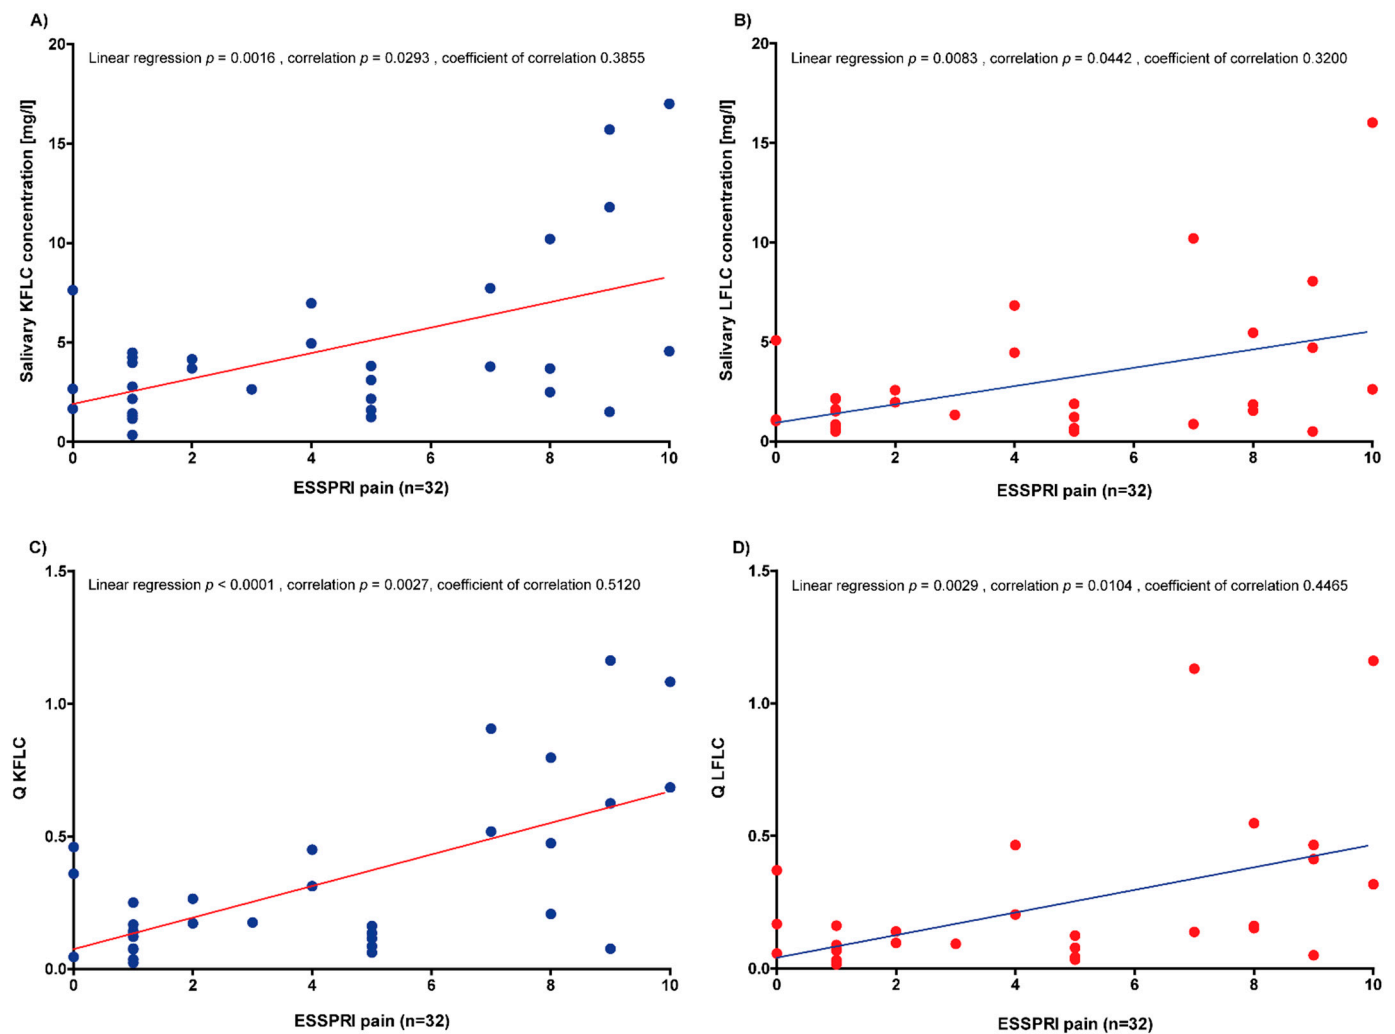 A)
Linear regression p = 0.0016 , correlation p = 0.0293 , coefficient of correlation 0.3855
Salivary KFLC concentration [mg/l]
20
15
10
5
0
0 2 4 6 8 10
ESSPRI pain (n=32)
B)
Linear regression p = 0.0083 , correlation p = 0.0442 , coefficient of correlation 0.3200
Salivary LFLC concentration [mg/l]
20
15
10
5
0
0 2 4 6 8 10
ESSPRI pain (n=32)
C)
Linear regression p < 0.0001 , correlation p = 0.0027, coefficient of correlation 0.5120
Q KFLC
1.5
1.0
0.5
0.0
0 2 4 6 8 10
ESSPRI pain (n=32)
D)
Linear regression p = 0.0029 , correlation p = 0.0104 , coefficient of correlation 0.4465
Q LFLC
1.5
1.0
0.5
0.0
0 2 4 6 8 10
ESSPRI pain (n=32)